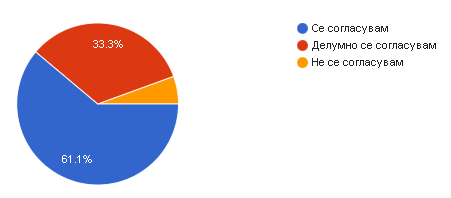 33.3%
61.1%
Се согласувам
Делумно се согласувам
Не се согласувам